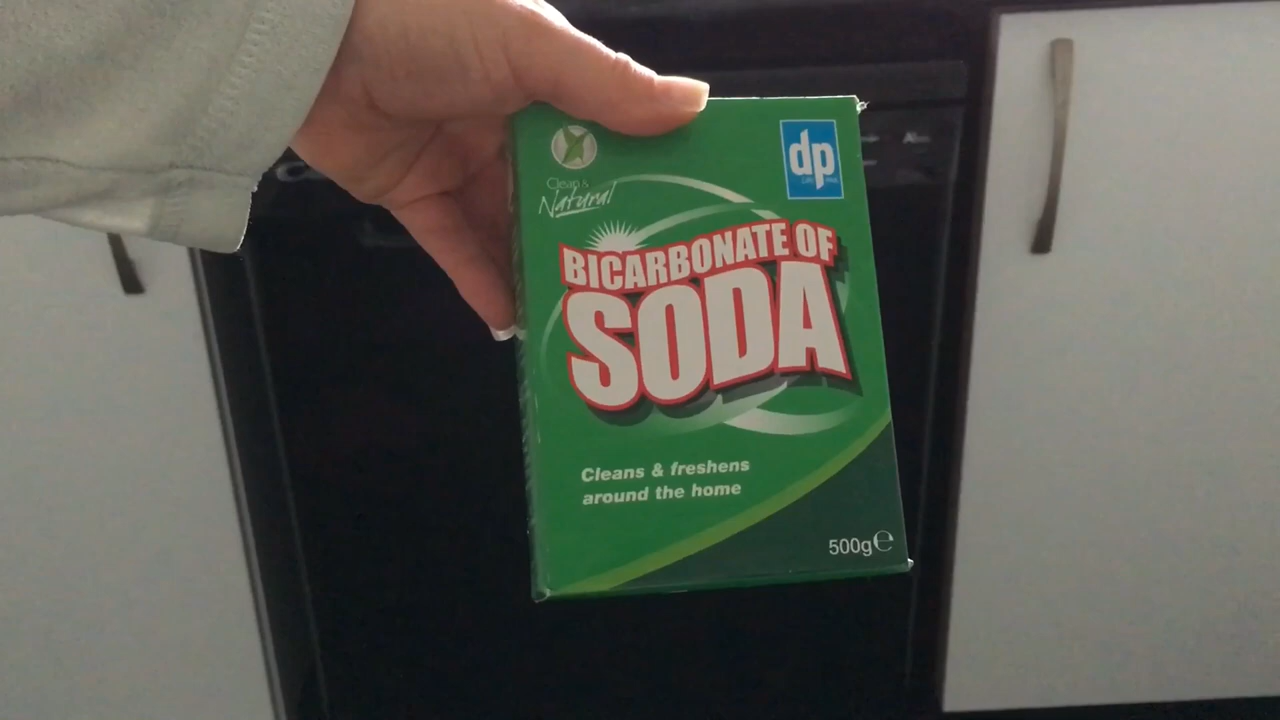 Clean &
Natural
dp
BICARBONATE OF
SODA
Cleans & freshens
around the home
500g℮